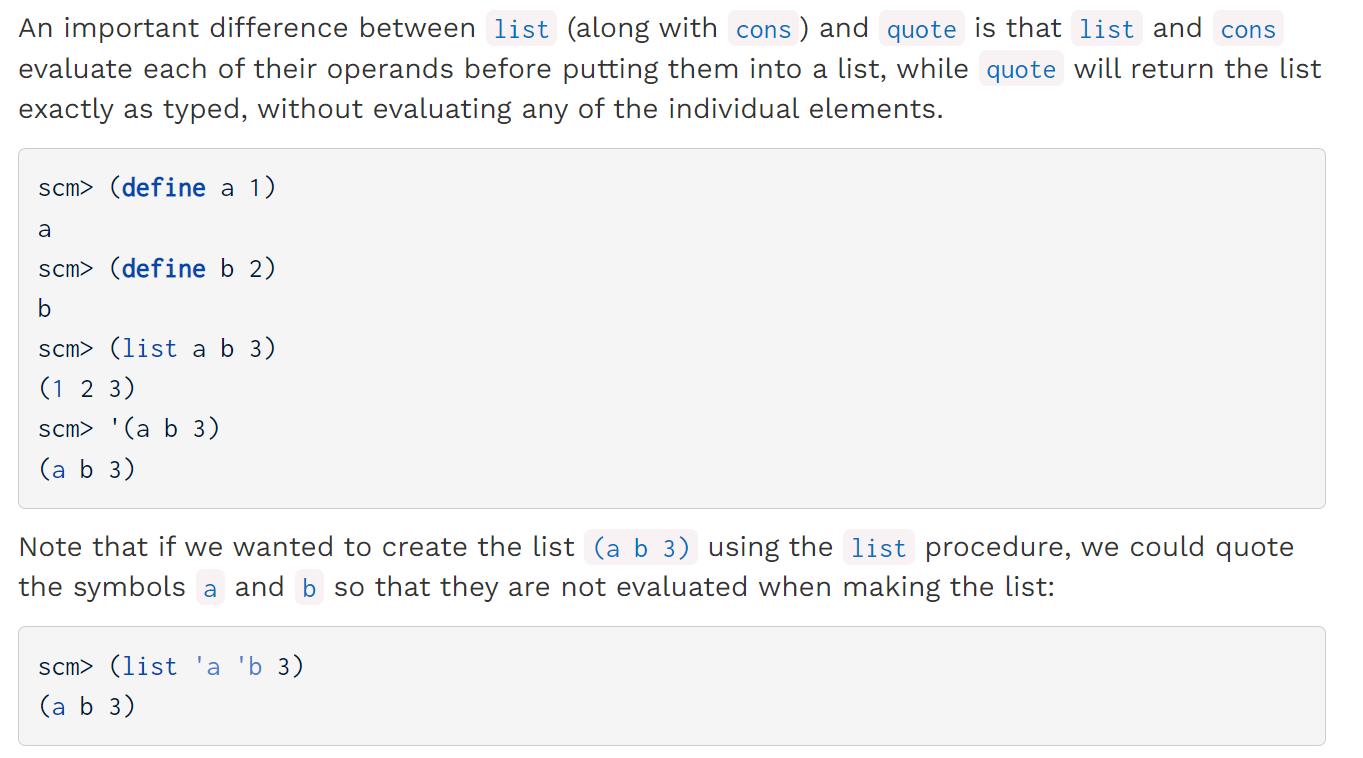 An important difference between list (along with cons) and quote is that list and cons
evaluate each of their operands before putting them into a list, while quote will return the list
exactly as typed, without evaluating any of the individual elements.
scm> (define a 1)
a
scm> (define b 2)
b
scm> (list a b 3)
(1 2 3)
scm> '(a b 3)
(a b 3)
Note that if we wanted to create the list (a b 3) using the list procedure, we could quote
the symbols a and b so that they are not evaluated when making the list:
scm> (list 'a 'b 3)
(a b 3)